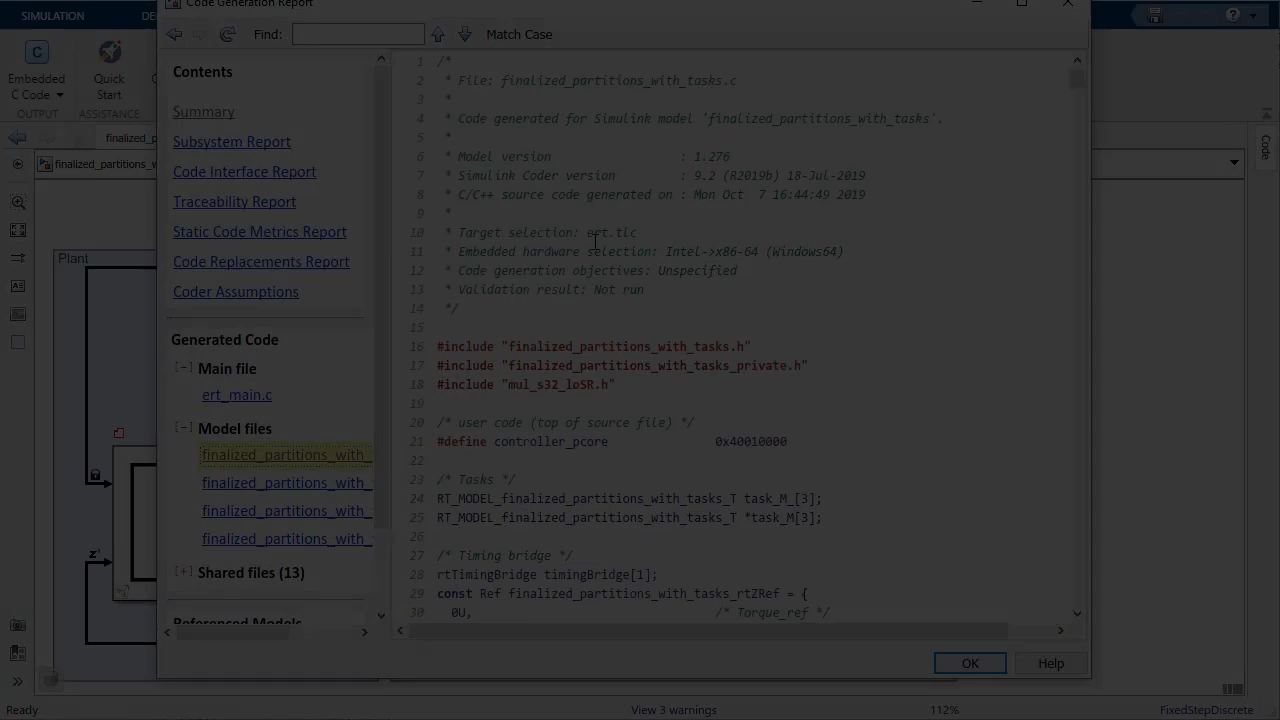 SIMULATION
DE
Code Generation Report
Find:
Match Case
Embedded
C Code
Quick
Start
OUTPUT
ASSISTANCE
finalized_p
finalized_partitions_w
Plant
z¹
Contents
Summary
Subsystem Report
Code Interface Report
Traceability Report
Static Code Metrics Report
Code Replacements Report
Coder Assumptions
Generated Code
[-] Main file
ert_main.c
[-] Model files
finalized_partitions_with_
finalized_partitions_with_
finalized_partitions_with_
finalized_partitions_with_
[+] Shared files (13)
Referenced Models
1 /*
2 * File: finalized_partitions_with_tasks.c
3 *
4 * Code generated for Simulink model 'finalized_partitions_with_tasks'.
5 *
6 * Model version : 1.276
7 * Simulink Coder version : 9.2 (R2019b) 18-Jul-2019
8 * C/C++ source code generated on : Mon Oct 7 16:44:49 2019
9 *
10 * Target selection: ert.tlc
11 * Embedded hardware selection: Intel->x86-64 (Windows64)
12 * Code generation objectives: Unspecified
13 * Validation result: Not run
14 */
15
16 #include "finalized_partitions_with_tasks.h"
17 #include "finalized_partitions_with_tasks_private.h"
18 #include "mul_s32_loSR.h"
19
20 /* user code (top of source file) */
21 #define controller_pcore 0x40010000
22
23 /* Tasks */
24 RT_MODEL_finalized_partitions_with_tasks_T task_M_[3];
25 RT_MODEL_finalized_partitions_with_tasks_T *task_M[3];
26
27 /* Timing bridge */
28 rtTimingBridge timingBridge[1];
29 const Ref finalized_partitions_with_tasks_rtZRef = {
30 0U, /* Torque_ref */
OK
Help
Code
Ready
View 3 warnings
112%
FixedStepDiscrete